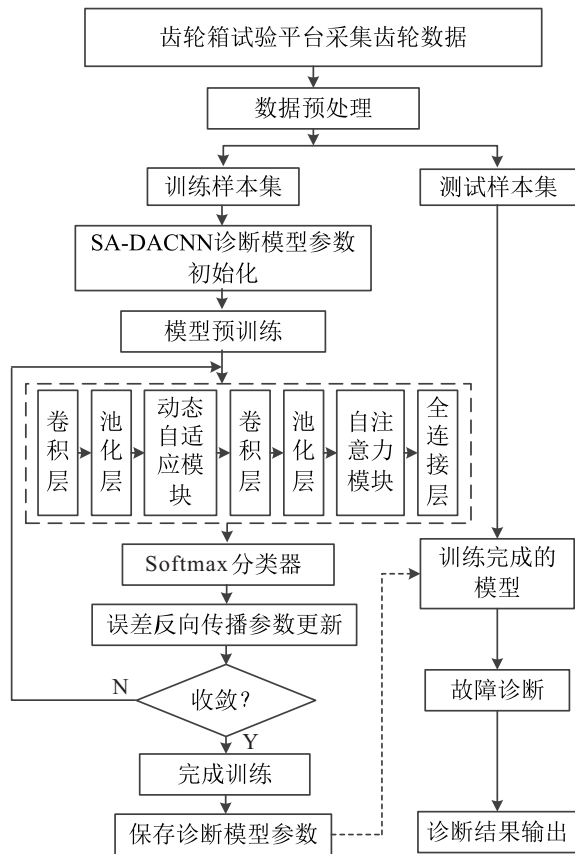 齿轮箱试验平台采集齿轮数据
数据预处理
训练样本集
测试样本集
SA-DACNN诊断模型参数
初始化
模型预训练
卷积层
池化层
动态自适应模块
卷积层
池化层
自注意力模块
全连接层
Softmax分类器
误差反向传播参数更新
收敛?
N
Y
完成训练
保存诊断模型参数
训练完成的
模型
故障诊断
诊断结果输出